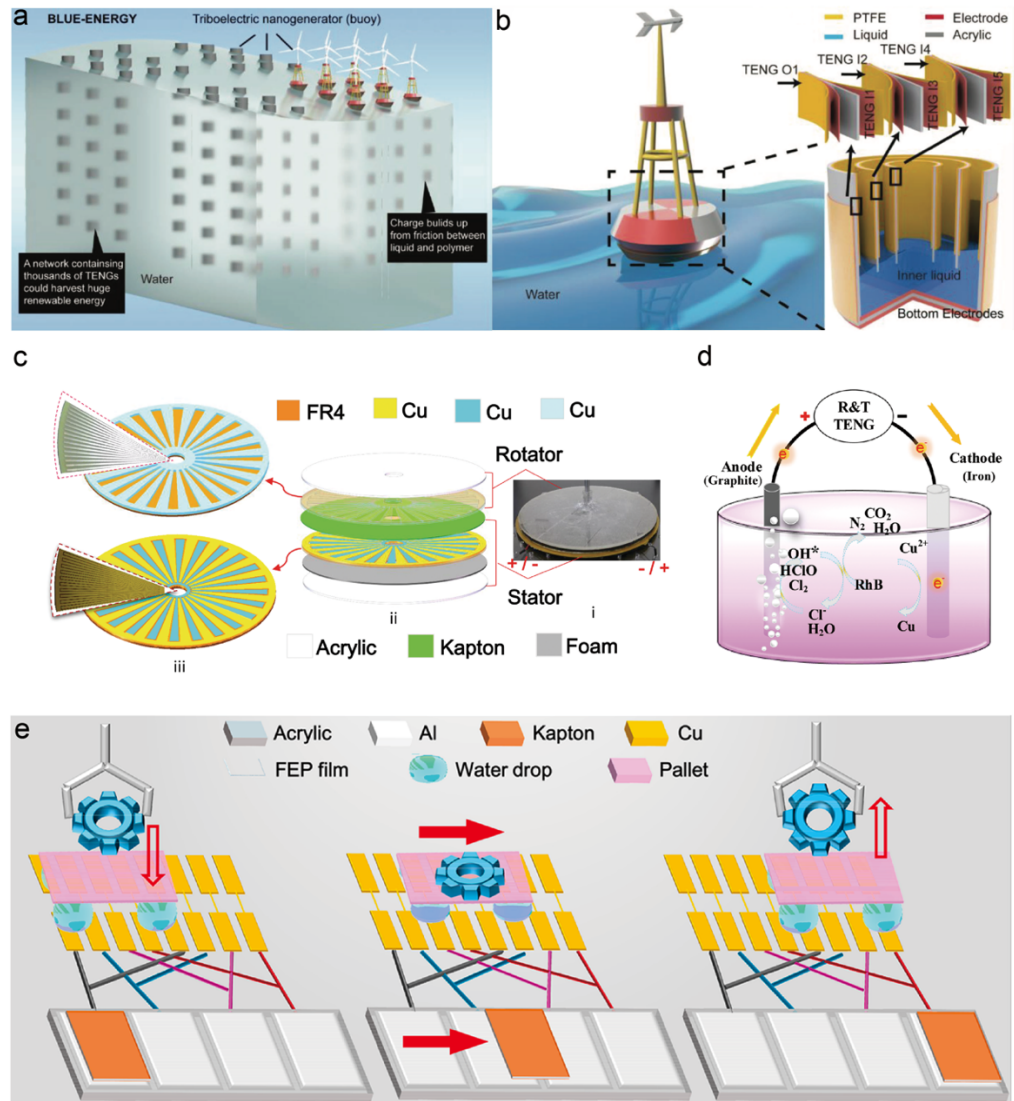 a
BLUE-ENERGY
Triboelectric nanogenerator (buoy)
A network containsing
thousands of TENGs
could harvest huge
renewable energy
Water
Charge bulids up
from friction between
liquid and polymer
b
PTFE
Electrode
Liquid
Acrylic
TENG O1
TENG I2
TENG I4
TENG I1
TENG I3
TENG I5
Water
Inner liquid
Bottom Electrodes
c
FR4
Cu
Cu
Cu
Rotator
+/-
-/+
Stator
i
ii
iii
Acrylic
Kapton
Foam
d
R&T
TENG
+
-
e-
e-
Anode
(Graphite)
Cathode
(Iron)
CO2
N2
H2O
Cu2+
OH*
HClO
Cl2
RhB
e-
Cl-
H2O
Cu
e
Acrylic
Al
Kapton
Cu
FEP film
Water drop
Pallet